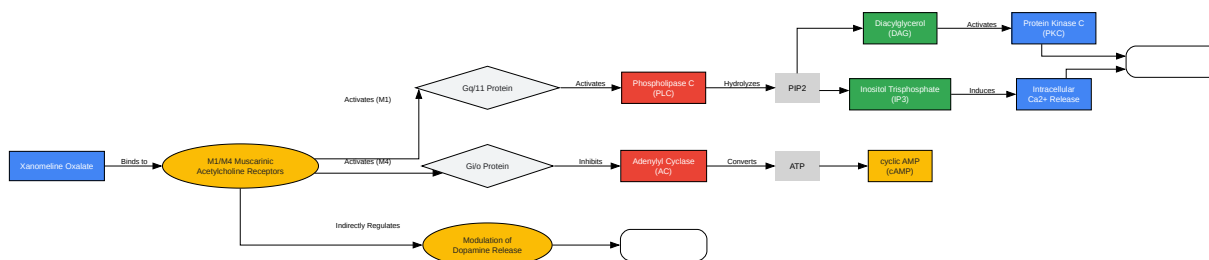 Diacylglycerol
(DAG)
Activates
Protein Kinase C
(PKC)
Gq/11 Protein
Activates
Phospholipase C
(PLC)
Hydrolyzes
PIP2
Inositol Trisphosphate
(IP3)
Induces
Intracellular
Ca2+ Release
Activates (M1)
Xanomeline Oxalate
Binds to
M1/M4 Muscarinic
Acetylcholine Receptors
Activates (M4)
Gi/o Protein
Inhibits
Adenylyl Cyclase
(AC)
Converts
ATP
cyclic AMP
(cAMP)
Indirectly Regulates
Modulation of
Dopamine Release